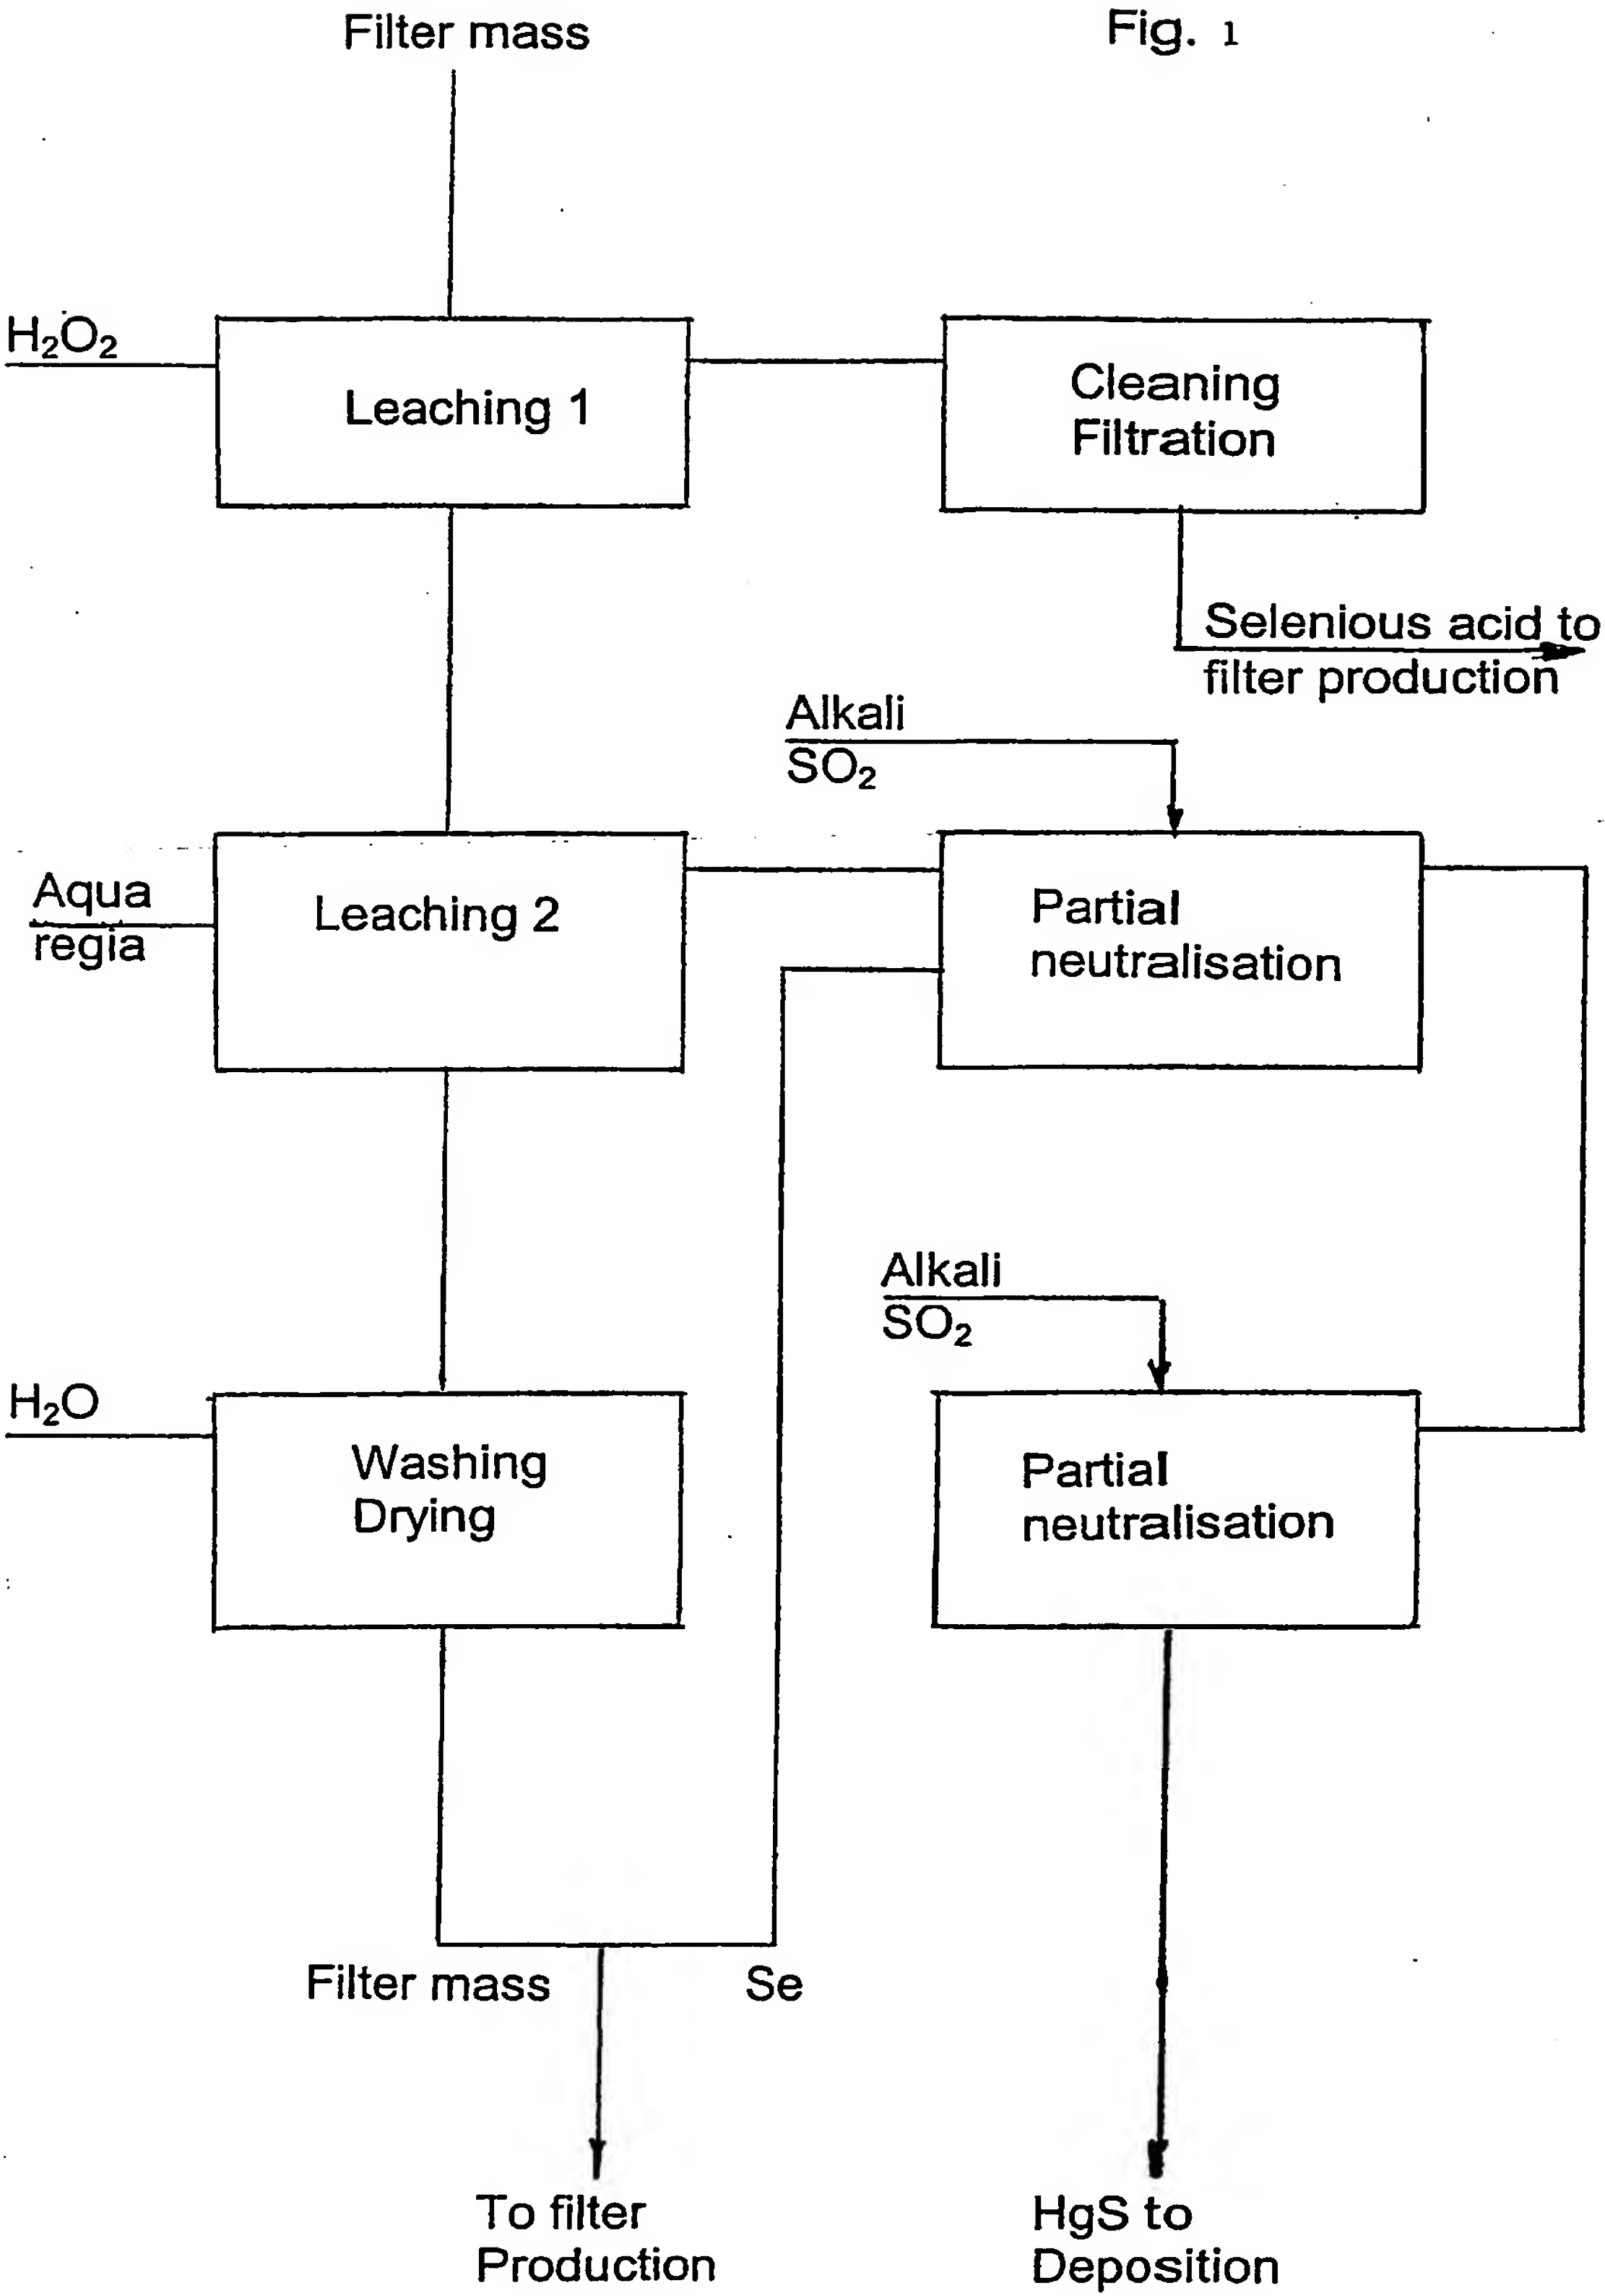 Filter mass
Fig. 1
H₂O₂
Leaching 1
Cleaning
Filtration
Selenious acid to
filter production
Alkali
SO₂
Aqua
regia
Leaching 2
Partial
neutralisation
Alkali
SO₂
H₂O
Washing
Drying
Partial
neutralisation
Filter mass
Se
To filter
Production
HgS to
Deposition